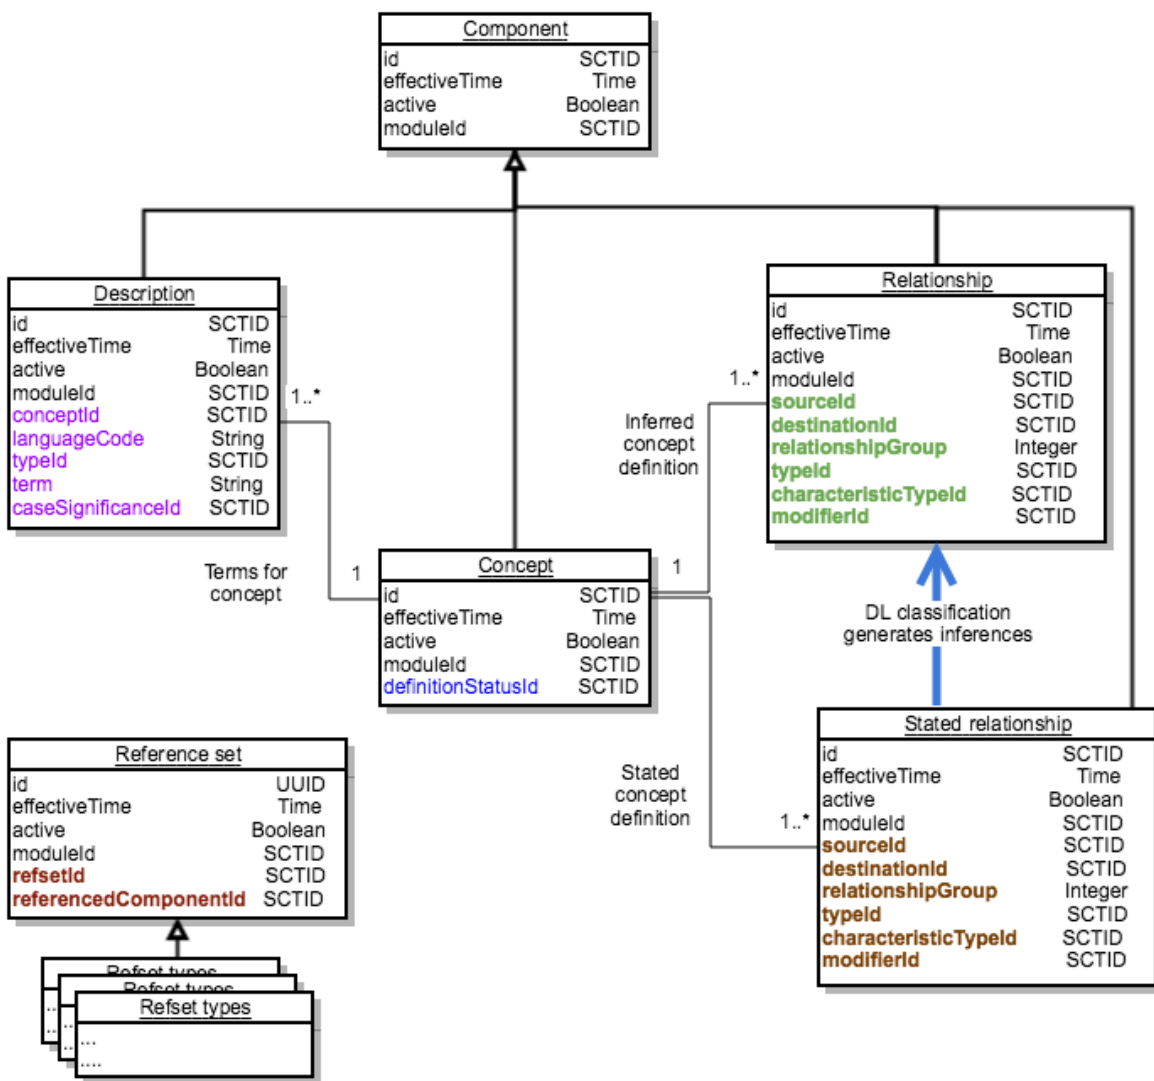 Component
id SCTID
effectiveTime Time
active Boolean
moduleId SCTID
Description
id SCTID
effectiveTime Time
active Boolean
moduleId SCTID
conceptId SCTID
languageCode String
typeId SCTID
term String
caseSignificanceId SCTID
1..*
Terms for
concept
1
Relationship
id SCTID
effectiveTime Time
active Boolean
moduleId SCTID
sourceId SCTID
destinationId SCTID
relationshipGroup Integer
typeId SCTID
characteristicTypeId SCTID
modifierId SCTID
1..*
Inferred
concept
definition
1
Concept
id SCTID
effectiveTime Time
active Boolean
moduleId SCTID
definitionStatusId SCTID
DL classification
generates inferences
Stated
concept
definition
1..*
Stated relationship
id SCTID
effectiveTime Time
active Boolean
moduleId SCTID
sourceId SCTID
destinationId SCTID
relationshipGroup Integer
typeId SCTID
characteristicTypeId SCTID
modifierId SCTID
Reference set
id UUID
effectiveTime Time
active Boolean
moduleId SCTID
refsetId SCTID
referencedComponentId SCTID
Refset types
Refset types
Refset types
...
....